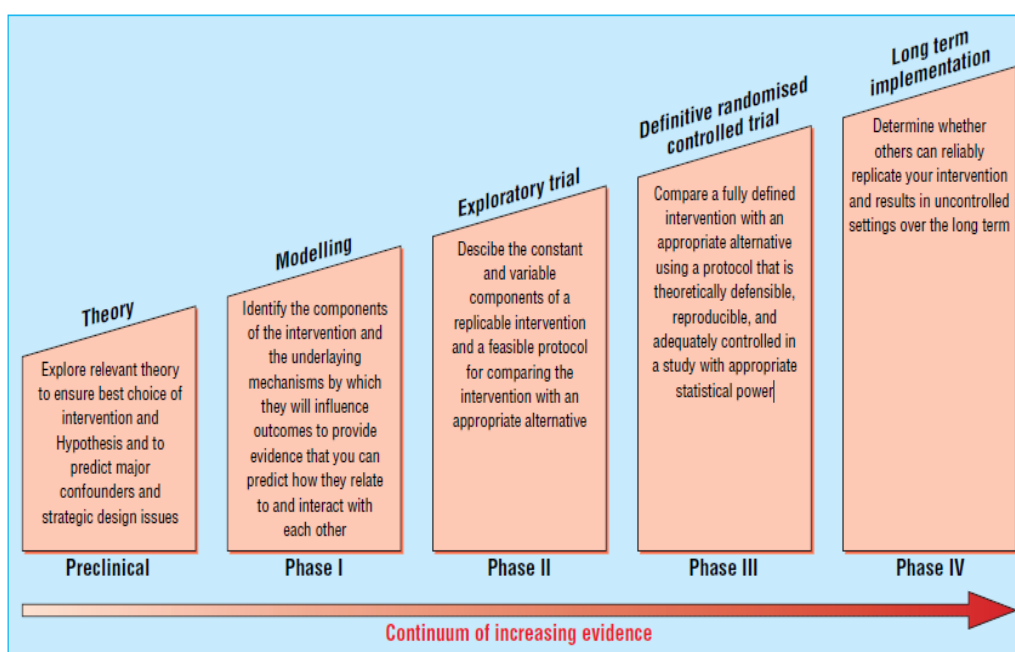 Theory
Explore relevant theory
to ensure best choice of
intervention and
Hypothesis and to
predict major
confounders and
strategic design issues
Preclinical
Modelling
Identify the components
of the intervention and
the underlaying
mechanisms by which
they will influence
outcomes to provide
evidence that you can
predict how they relate
to and interact with
each other
Phase I
Exploratory trial
Descibe the constant
and variable
components of a
replicable intervention
and a feasible protocol
for comparing the
intervention with an
appropriate alternative
Phase II
Definitive randomised
controlled trial
Compare a fully defined
intervention with an
appropriate alternative
using a protocol that is
theoretically defensible,
reproducible, and
adequately controlled in
a study with appropriate
statistical power
Phase III
Long term
implementation
Determine whether
others can reliably
replicate your intervention
and results in uncontrolled
settings over the long term
Phase IV
Continuum of increasing evidence